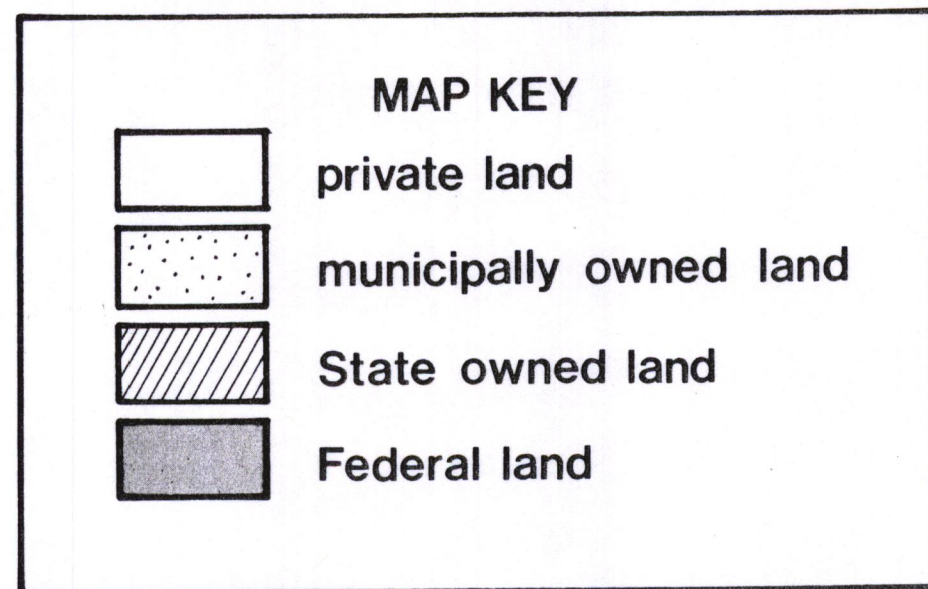 MAP KEY
private land
municipally owned land
State owned land
Federal land